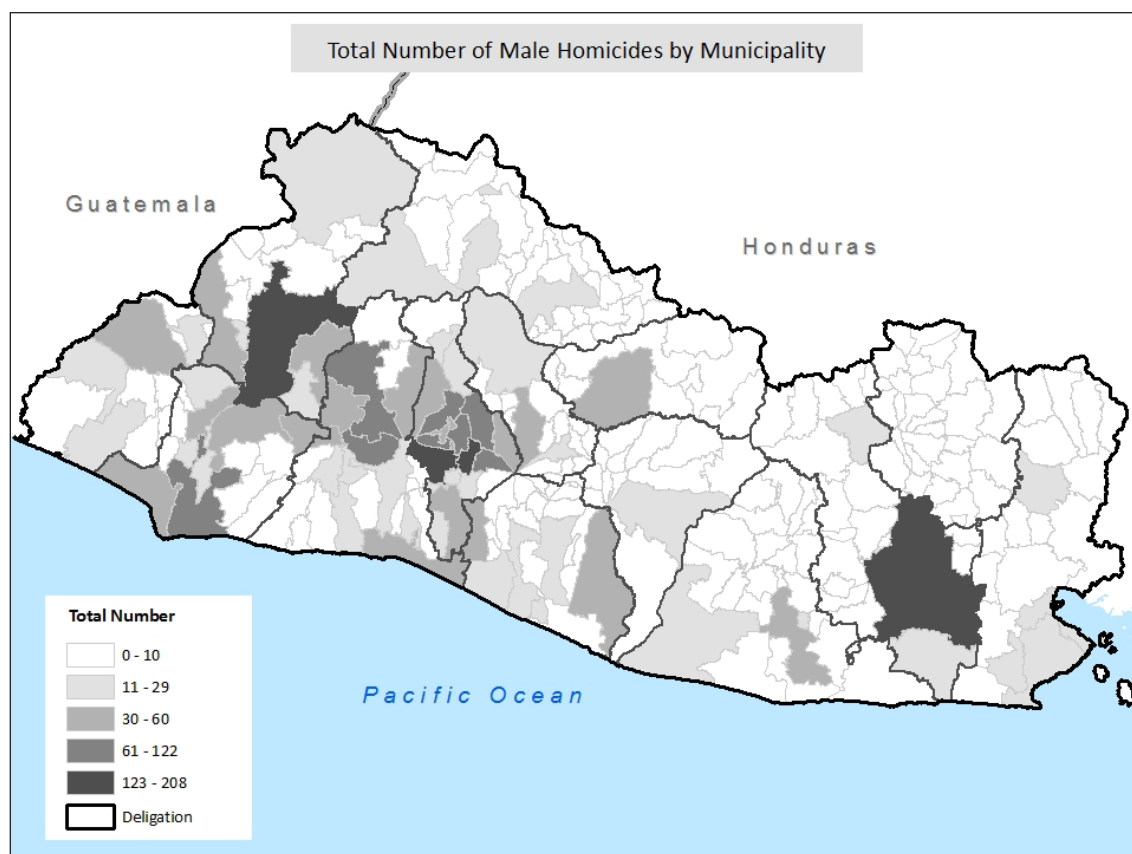 Total Number of Male Homicides by Municipality
Guatemala
Honduras
Pacific Ocean
Total Number
0 - 10
11 - 29
30 - 60
61 - 122
123 - 208
Deligation